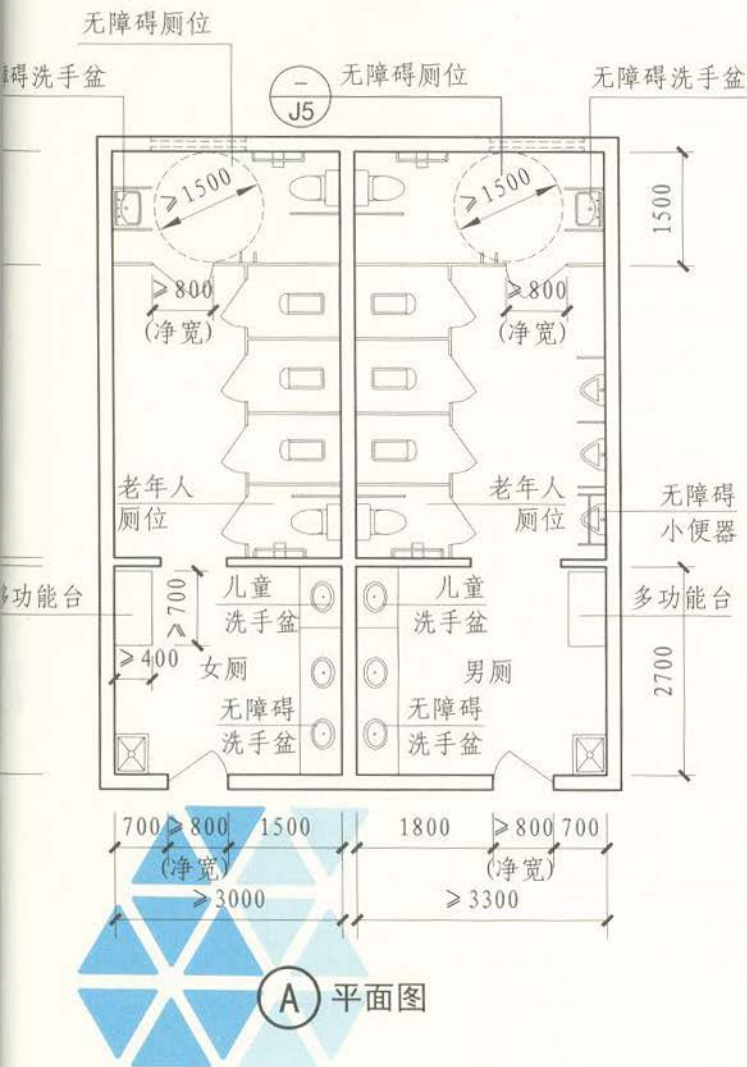 无障碍厕位
碍洗手盆
–
J5
无障碍厕位
无障碍洗手盆
≥1500
≥1500
1500
≥800
(净宽)
≥800
(净宽)
老年人
厕位
老年人
厕位
无障碍
小便器
功能台
≥700
≥400
儿童
洗手盆
儿童
洗手盆
多功能台
女厕
男厕
2700
无障碍
洗手盆
无障碍
洗手盆
700
≥800
1500
1800
≥800
700
(净宽)
(净宽)
≥3000
≥3300
A 平面图